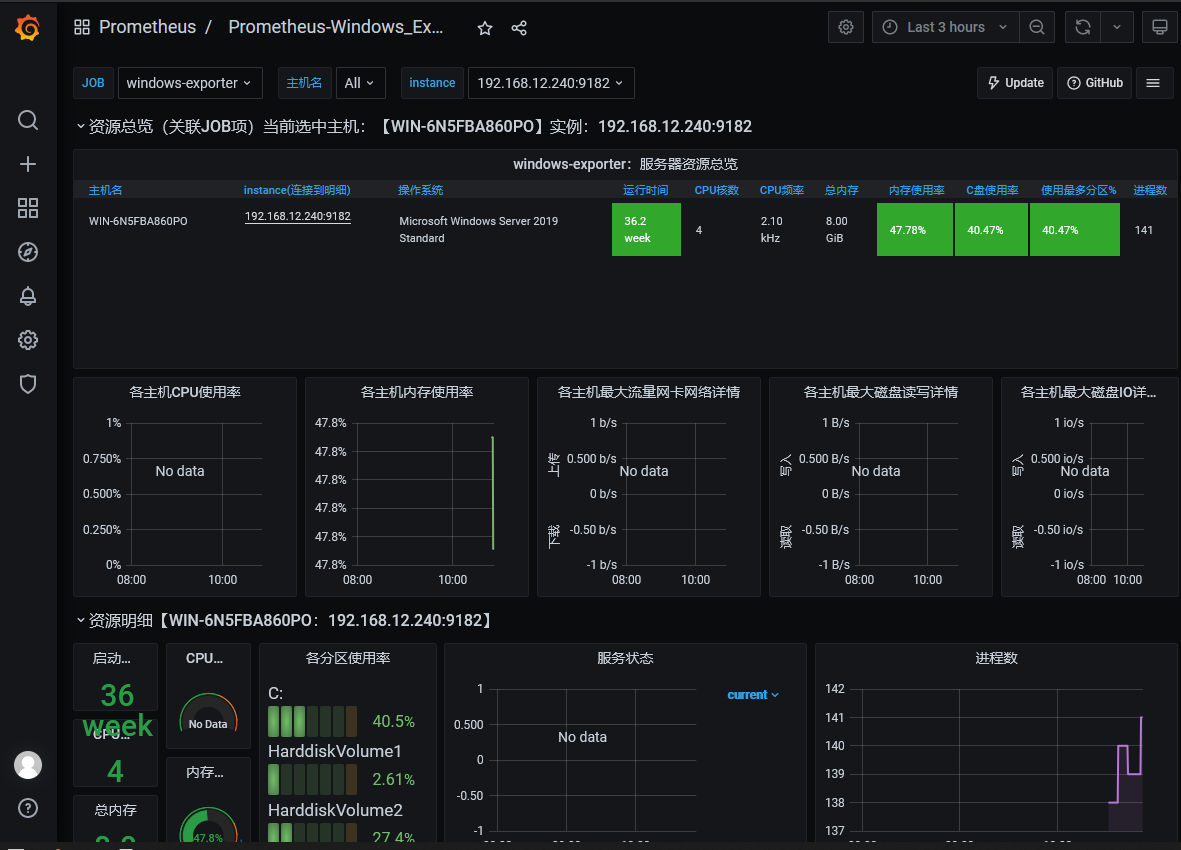 Prometheus / Prometheus-Windows_Ex...
Last 3 hours
JOB windows-exporter 主机名 All instance 192.168.12.240:9182 Update GitHub
资源总览（关联JOB项）当前选中主机：【WIN-6N5FBA860PO】实例：192.168.12.240:9182
windows-exporter：服务器资源总览
主机名 instance(连接到明细) 操作系统 运行时间 CPU核数 CPU频率 总内存 内存使用率 C盘使用率 使用最多分区% 进程数
WIN-6N5FBA860PO 192.168.12.240:9182 Microsoft Windows Server 2019 Standard 36.2 week 4 2.10 kHz 8.00 GiB 47.78% 40.47% 40.47% 141
各主机CPU使用率
1%
0.750%
No data
0.500%
0.250%
0%
08:00 10:00
各主机内存使用率
47.8%
47.8%
47.8%
47.8%
47.8%
47.8%
08:00 10:00
各主机最大流量网卡网络详情
上传
下载
1 b/s
0.500 b/s
No data
0 b/s
-0.50 b/s
-1 b/s
08:00 10:00
各主机最大磁盘读写详情
写入
读取
1 B/s
0.500 B/s
No data
0 B/s
-0.50 B/s
-1 B/s
08:00 10:00
各主机最大磁盘IO详...
写入
读取
1 io/s
0.500 io/s
No data
0 io/s
-0.50 io/s
-1 io/s
08:00 10:00
资源明细【WIN-6N5FBA860PO：192.168.12.240:9182】
启动...
36
week
CPU...
4
总内存
CPU...
No Data
内存...
47.8%
各分区使用率
C:
40.5%
HarddiskVolume1
2.61%
HarddiskVolume2
27.4%
服务状态
1
0.500
No data
0
-0.50
-1
current
进程数
142
141
140
139
138
137